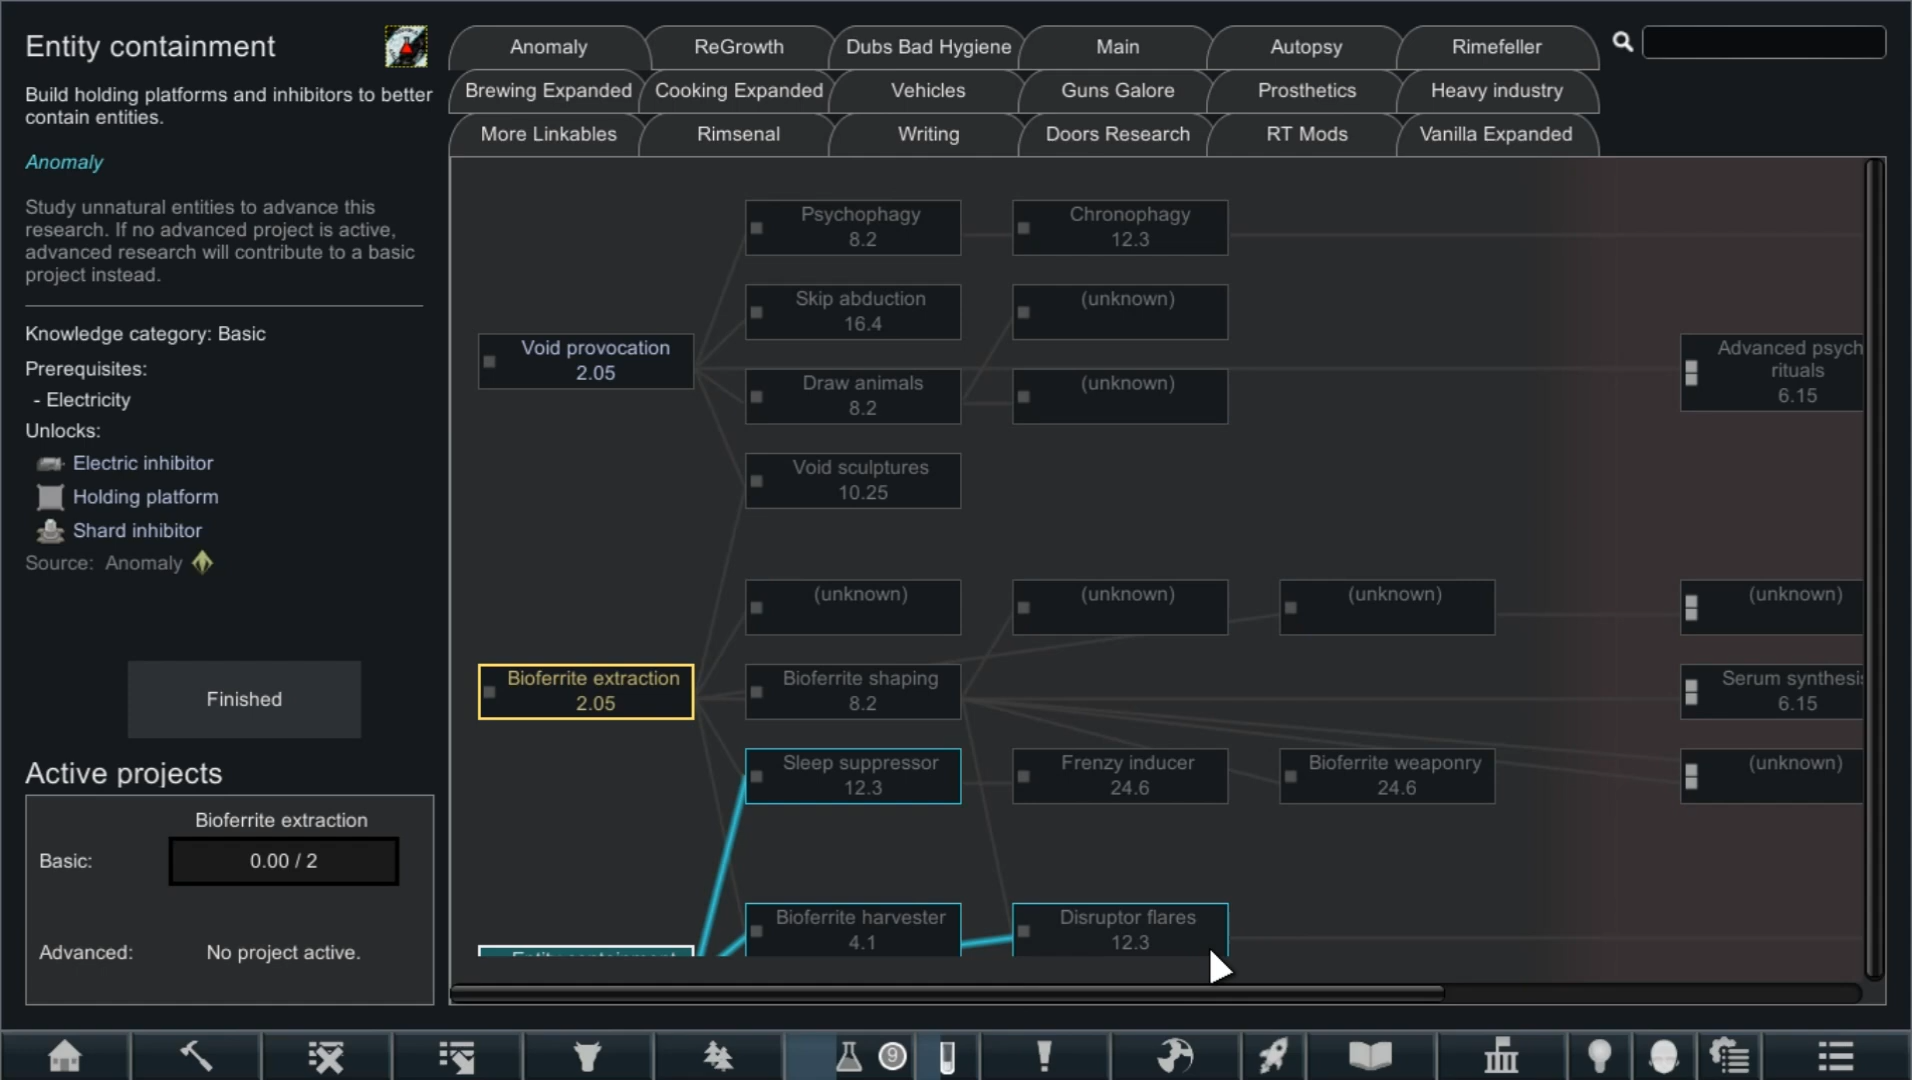 Entity containment
Build holding platforms and inhibitors to better
contain entities.
Anomaly
Study unnatural entities to advance this
research. If no advanced project is active,
advanced research will contribute to a basic
project instead.
Knowledge category: Basic
Prerequisites:
- Electricity
Unlocks:
Electric inhibitor
Holding platform
Shard inhibitor
Source: Anomaly
Finished
Active projects
Bioferrite extraction
Basic: 0.00 / 2
Advanced: No project active.
Anomaly ReGrowth Dubs Bad Hygiene Main Autopsy Rimefeller
Brewing Expanded Cooking Expanded Vehicles Guns Galore Prosthetics Heavy industry
More Linkables Rimsenal Writing Doors Research RT Mods Vanilla Expanded
Psychophagy
8.2
Chronophagy
12.3
Skip abduction
16.4
(unknown)
Void provocation
2.05
Draw animals
8.2
(unknown)
Advanced psych
rituals
6.15
Void sculptures
10.25
(unknown)
(unknown)
(unknown)
(unknown)
Bioferrite extraction
2.05
Bioferrite shaping
8.2
Serum synthesis
6.15
Sleep suppressor
12.3
Frenzy inducer
24.6
Bioferrite weaponry
24.6
(unknown)
Bioferrite harvester
4.1
Disruptor flares
12.3
Entity containment
9